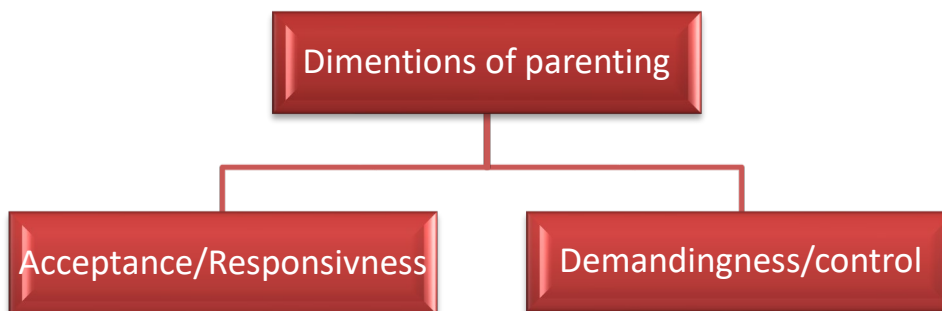 Dimentions of parenting
Acceptance/Responsivness
Demandingness/control